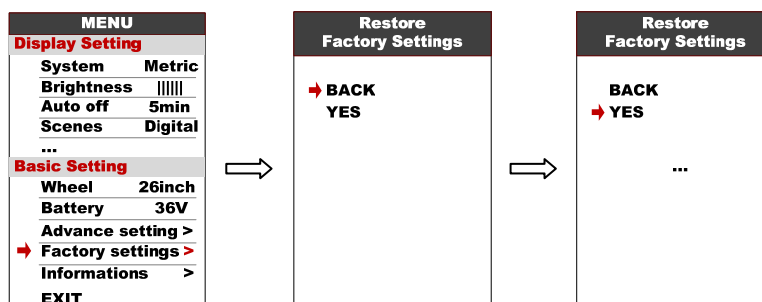 MENU
Display Setting
System Metric
Brightness ||||||
Auto off 5min
Scenes Digital
...
Basic Setting
Wheel 26inch
Battery 36V
Advance setting >
Factory settings >
Informations >
EXIT
Restore
Factory Settings
BACK
YES
Restore
Factory Settings
BACK
YES
...